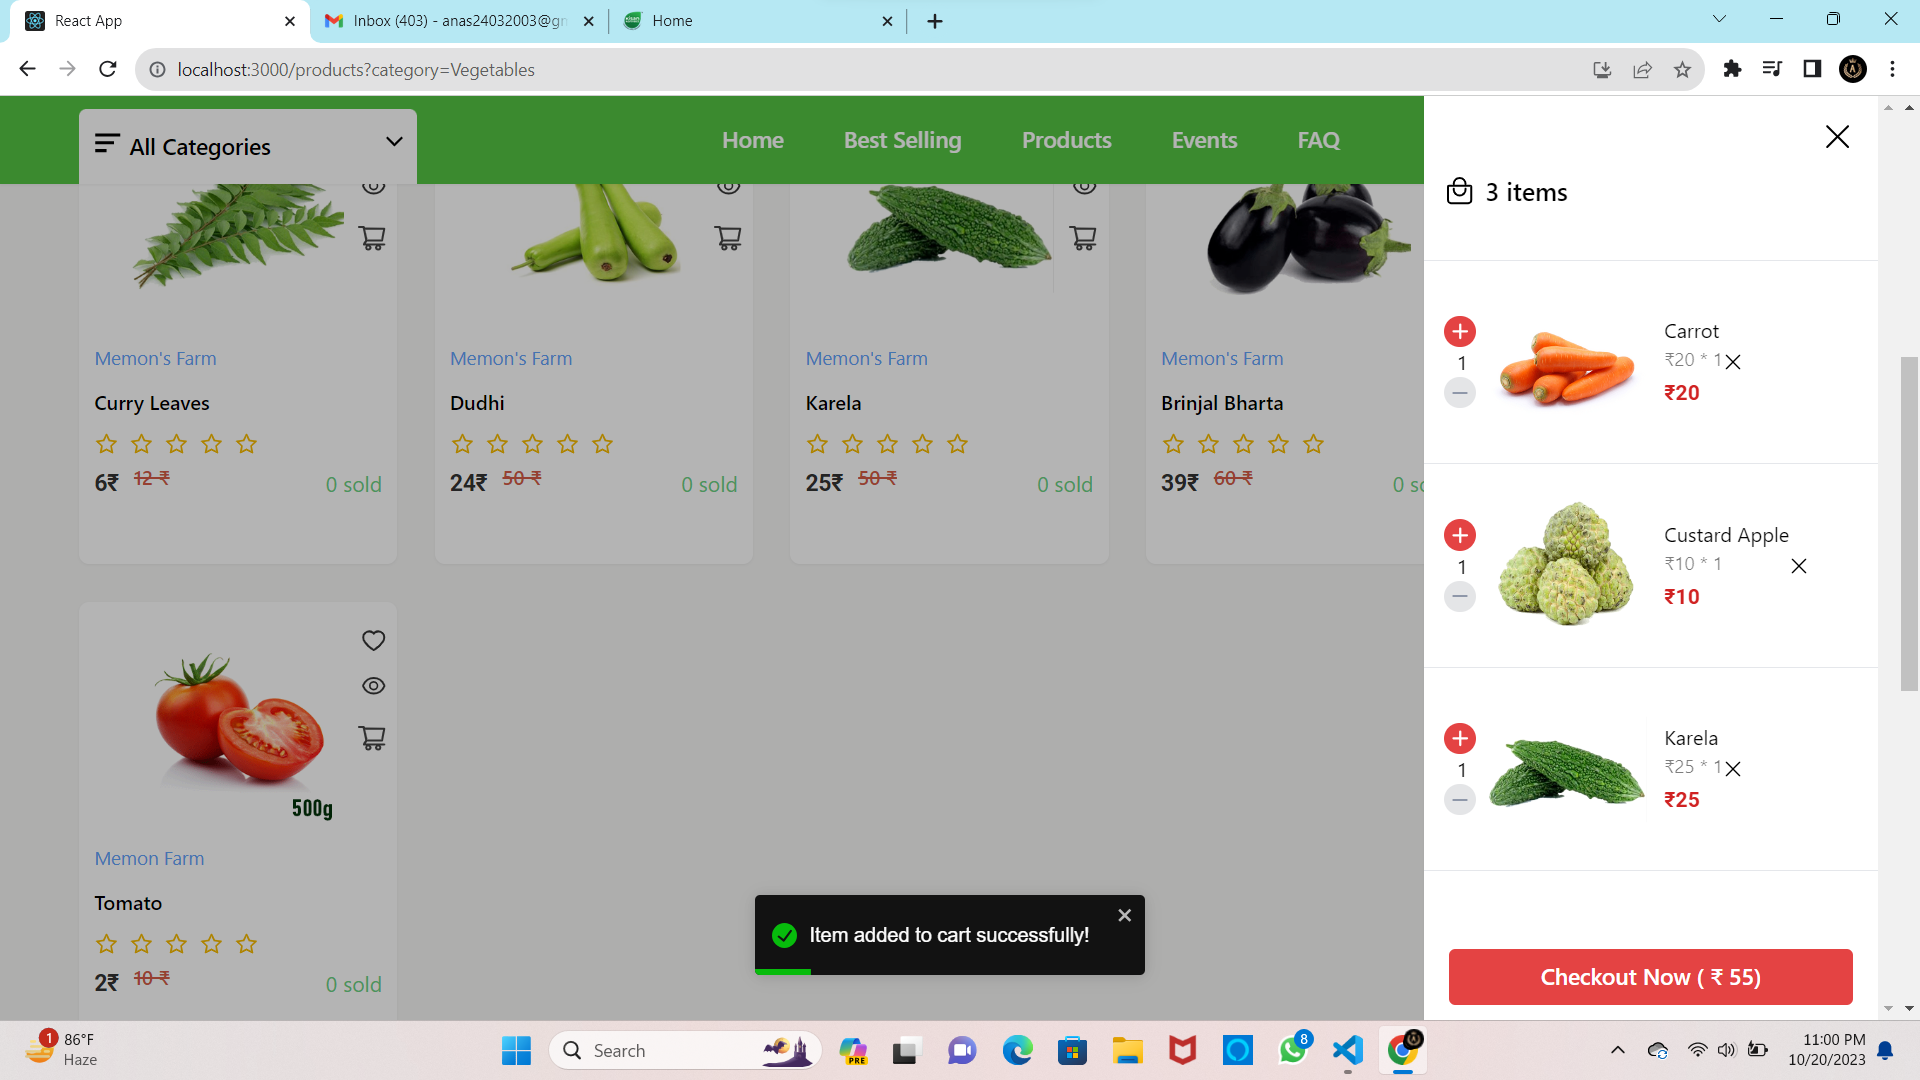 React App
Inbox (403) - anas24032003@gm
Home
localhost:3000/products?category=Vegetables
All Categories
Home
Best Selling
Products
Events
FAQ
3 items
Memon's Farm
Curry Leaves
6₹ 12 ₹
0 sold
Memon's Farm
Dudhi
24₹ 50 ₹
0 sold
Memon's Farm
Karela
25₹ 50 ₹
0 sold
Memon's Farm
Brinjal Bharta
39₹ 60 ₹
0 so
500g
Memon Farm
Tomato
2₹ 10 ₹
0 sold
1
Carrot
₹20 * 1
₹20
1
Custard Apple
₹10 * 1
₹10
1
Karela
₹25 * 1
₹25
Item added to cart successfully!
Checkout Now ( ₹ 55)
1
86°F
Haze
Search
PRE
8
11:00 PM
10/20/2023